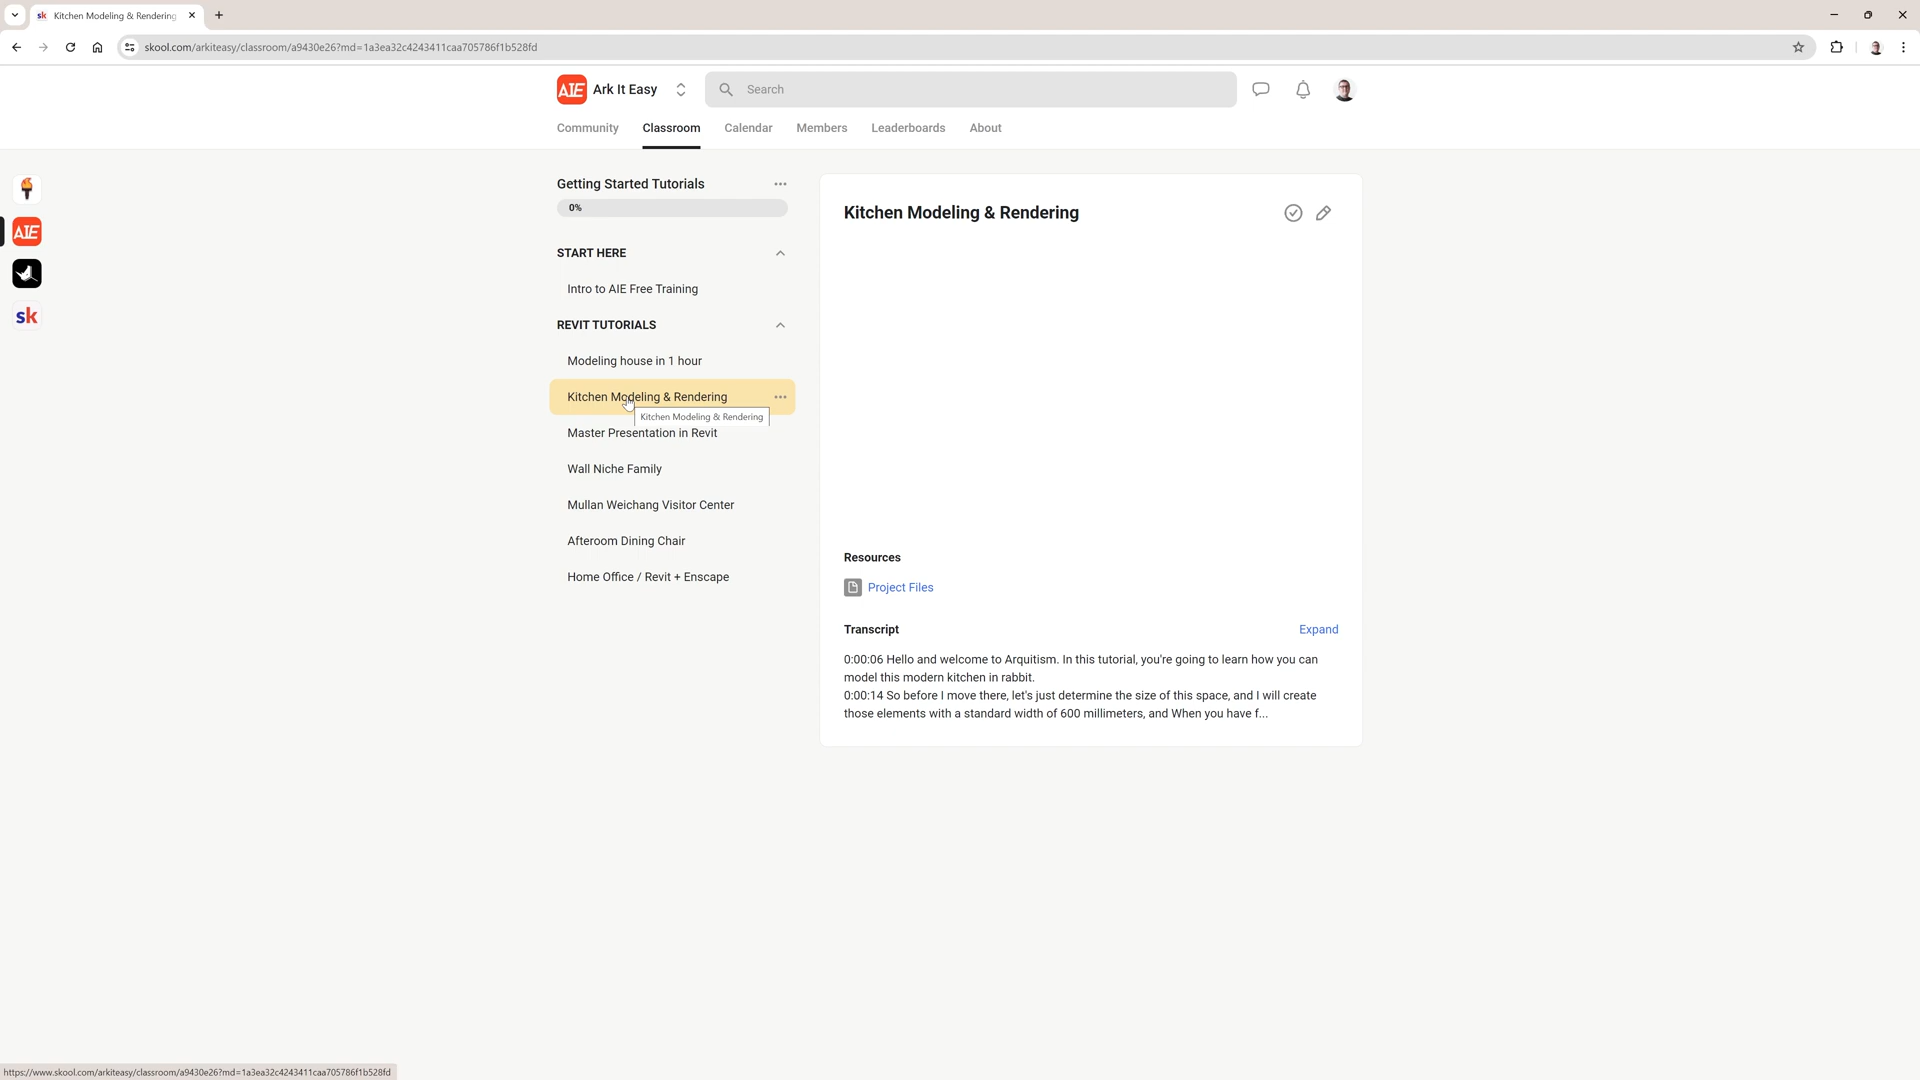 sk Kitchen Modeling & Rendering
skool.com/arkiteasy/classroom/a9430e26?md=1a3ea32c4243411caa705786f1b528fd
AIE Ark It Easy
Search
Community Classroom Calendar Members Leaderboards About
AIE
sk
Getting Started Tutorials
0%
START HERE
Intro to AIE Free Training
REVIT TUTORIALS
Modeling house in 1 hour
Kitchen Modeling & Rendering
Kitchen Modeling & Rendering
Master Presentation in Revit
Wall Niche Family
Mullan Weichang Visitor Center
Afteroom Dining Chair
Home Office / Revit + Enscape
Kitchen Modeling & Rendering
Resources
Project Files
Transcript Expand
0:00:06 Hello and welcome to Arquitism. In this tutorial, you're going to learn how you can
model this modern kitchen in rabbit.
0:00:14 So before I move there, let's just determine the size of this space, and I will create
those elements with a standard width of 600 millimeters, and When you have f...
https://www.skool.com/arkiteasy/classroom/a9430e26?md=1a3ea32c4243411caa705786f1b528fd